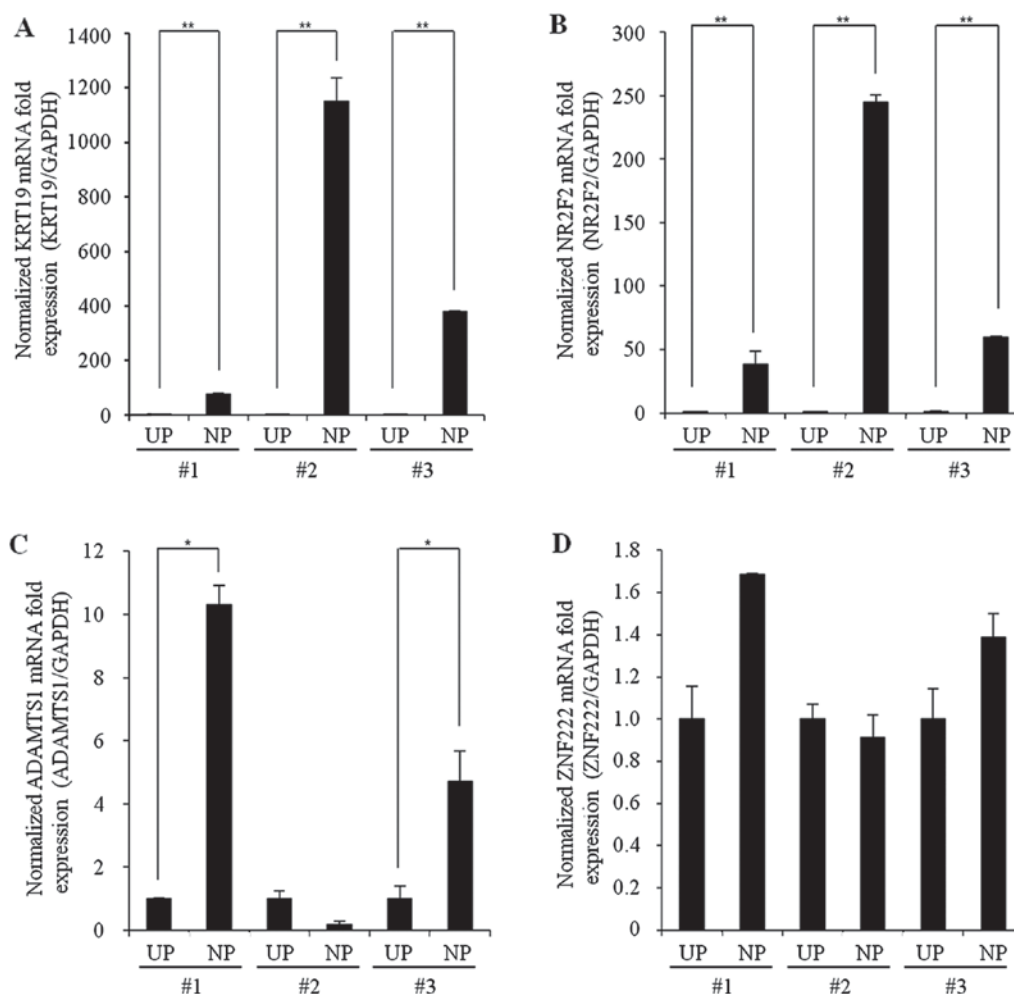 A
Normalized KRT19 mRNA fold
expression (KRT19/GAPDH)
1400
1200
1000
800
600
400
200
0
** ** **
UP NP UP NP UP NP
#1 #2 #3
B
Normalized NR2F2 mRNA fold
expression (NR2F2/GAPDH)
300
250
200
150
100
50
0
** ** **
UP NP UP NP UP NP
#1 #2 #3
C
Normalized ADAMTS1 mRNA fold
expression (ADAMTS1/GAPDH)
12
10
8
6
4
2
0
* *
UP NP UP NP UP NP
#1 #2 #3
D
Normalized ZNF222 mRNA fold
expression (ZNF222/GAPDH)
1.8
1.6
1.4
1.2
1.0
0.8
0.6
0.4
0.2
0
UP NP UP NP UP NP
#1 #2 #3